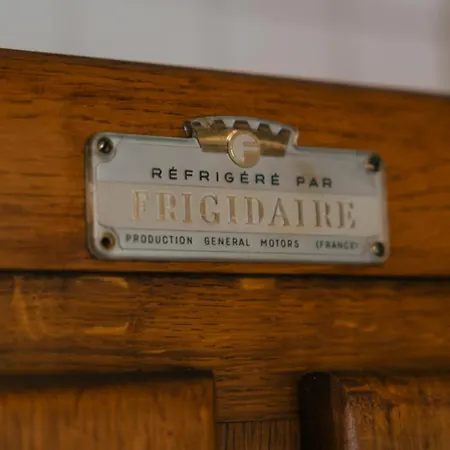 F
RÉFRIGÉRÉ PAR
FRIGIDAIRE
PRODUCTION GENERAL MOTORS (FRANCE)